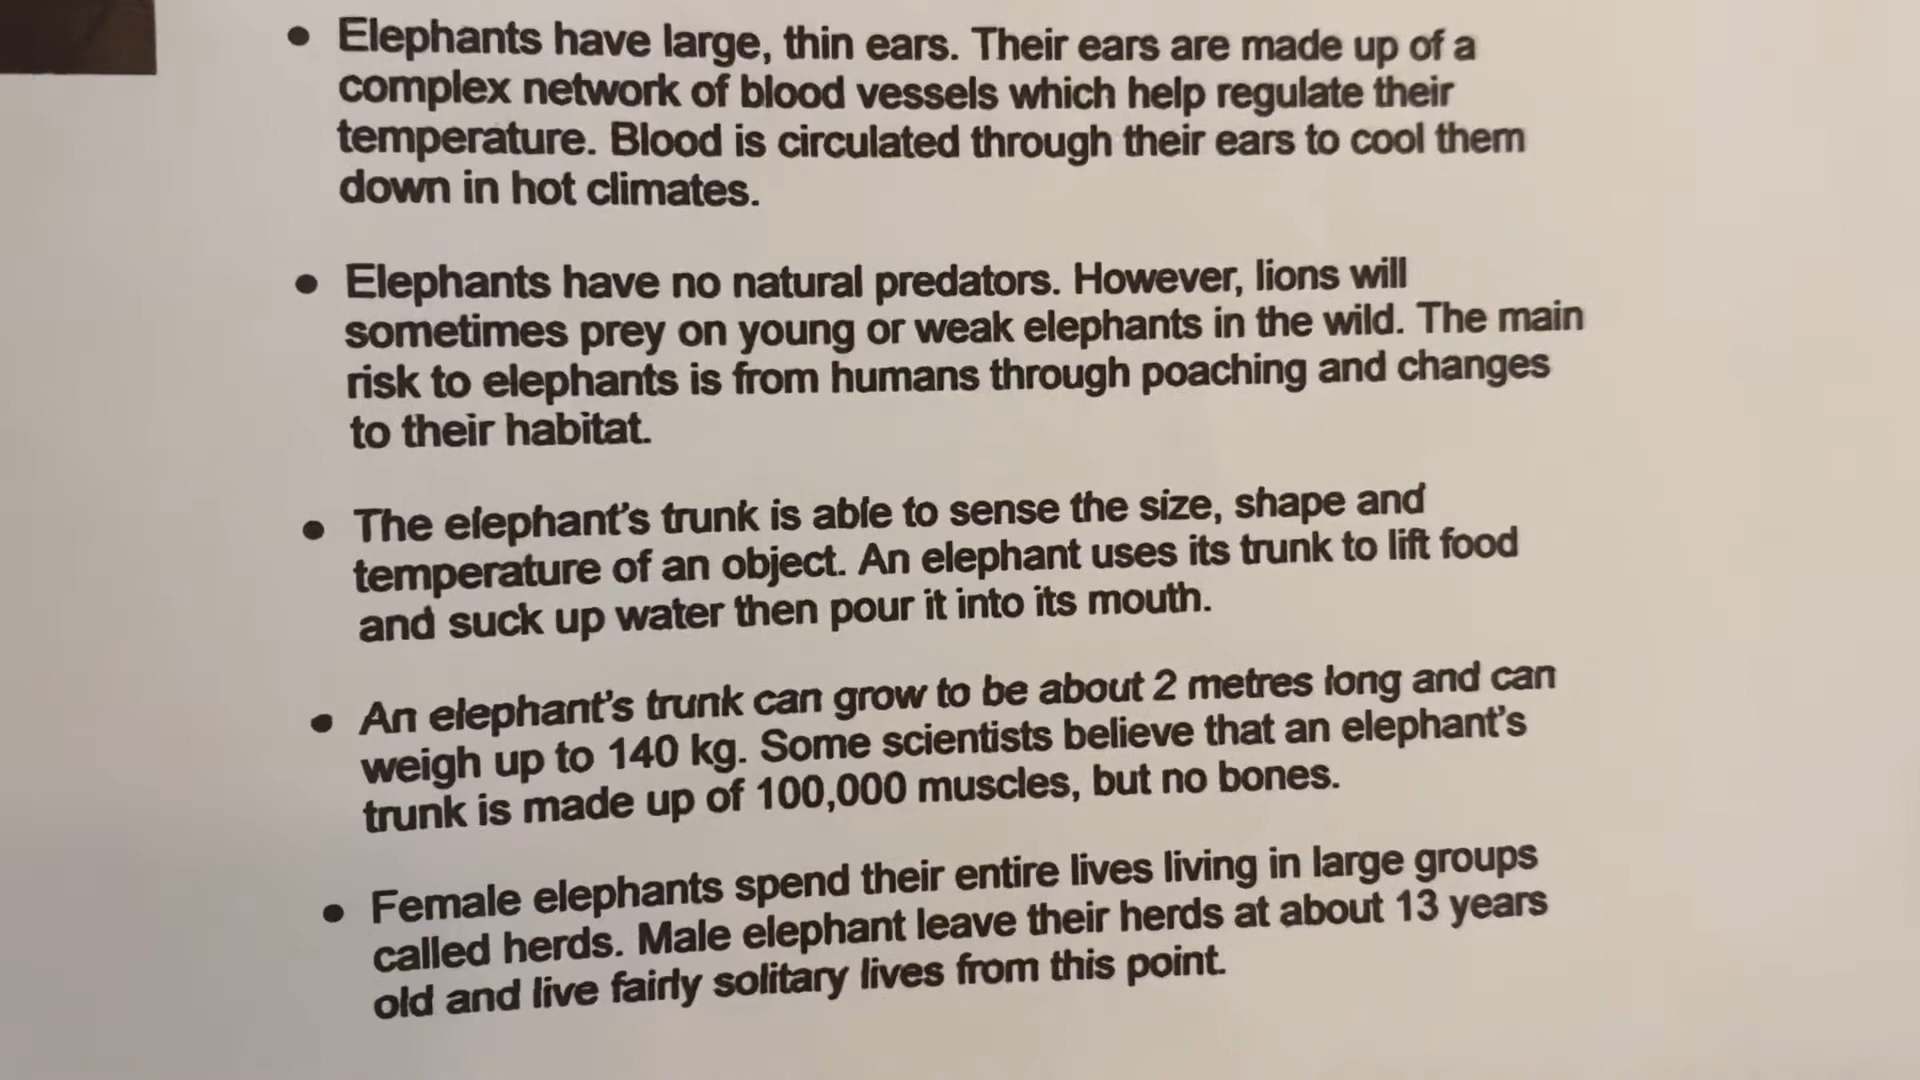 • Elephants have large, thin ears. Their ears are made up of a
complex network of blood vessels which help regulate their
temperature. Blood is circulated through their ears to cool them
down in hot climates.
• Elephants have no natural predators. However, lions will
sometimes prey on young or weak elephants in the wild. The main
risk to elephants is from humans through poaching and changes
to their habitat.
• The elephant's trunk is able to sense the size, shape and
temperature of an object. An elephant uses its trunk to lift food
and suck up water then pour it into its mouth.
• An elephant's trunk can grow to be about 2 metres long and can
weigh up to 140 kg. Some scientists believe that an elephant's
trunk is made up of 100,000 muscles, but no bones.
• Female elephants spend their entire lives living in large groups
called herds. Male elephant leave their herds at about 13 years
old and live fairly solitary lives from this point.